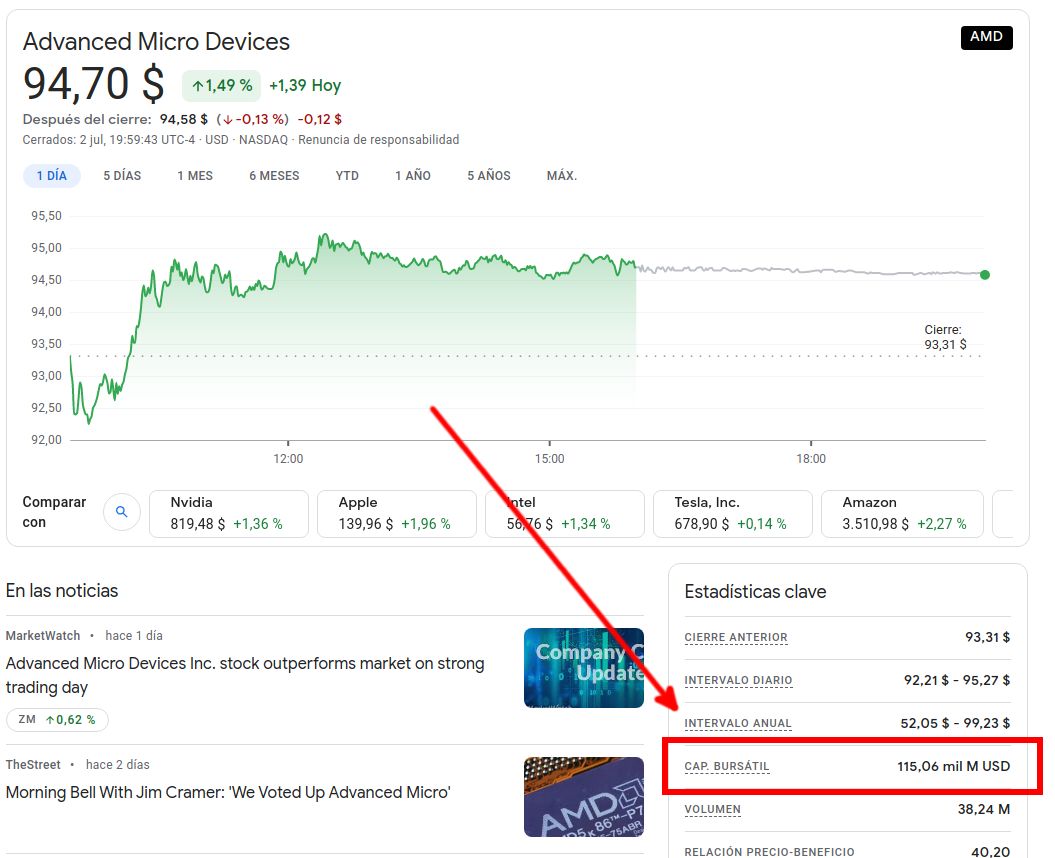 Advanced Micro Devices
AMD
94,70 $ ↑1,49 % +1,39 Hoy
Después del cierre: 94,58 $ (↓-0,13 %) -0,12 $
Cerrados: 2 jul, 19:59:43 UTC-4 · USD · NASDAQ · Renuncia de responsabilidad
1 DÍA 5 DÍAS 1 MES 6 MESES YTD 1 AÑO 5 AÑOS MÁX.
95,50
95,00
94,50
94,00
93,50
93,00
92,50
92,00
Cierre:
93,31 $
12:00 15:00 18:00
Comparar
con
Nvidia
819,48 $ +1,36 %
Apple
139,96 $ +1,96 %
Intel
56,76 $ +1,34 %
Tesla, Inc.
678,90 $ +0,14 %
Amazon
3.510,98 $ +2,27 %
En las noticias
MarketWatch • hace 1 día
Advanced Micro Devices Inc. stock outperforms market on strong
trading day
ZM ↑0,62 %
Company C
Update
TheStreet • hace 2 días
Morning Bell With Jim Cramer: 'We Voted Up Advanced Micro'
AMD
86™-P7
75ABR
Estadísticas clave
CIERRE ANTERIOR 93,31 $
INTERVALO DIARIO 92,21 $ - 95,27 $
INTERVALO ANUAL 52,05 $ - 99,23 $
CAP. BURSÁTIL 115,06 mil M USD
VOLUMEN 38,24 M
RELACIÓN PRECIO-BENEFICIO 40,20